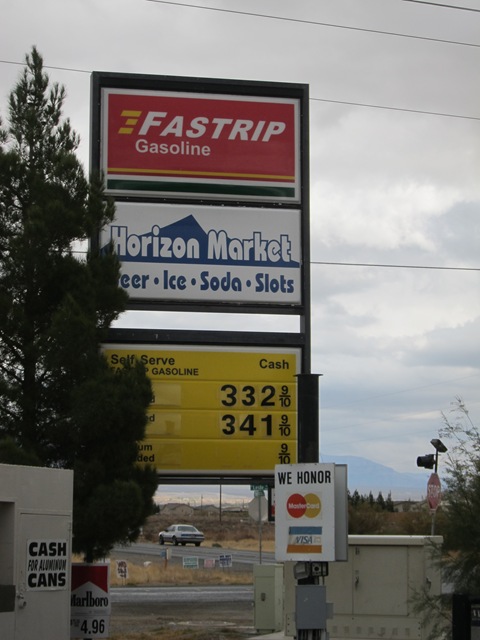 FASTRIP
Gasoline
Horizon Market
eer • Ice • Soda • Slots
Self Serve Cash
GASOLINE
332 9/10
341 9/10
9/10
WE HONOR
MasterCard
VISA
CASH
FOR ALUMINUM
CANS
Marlboro
4.96